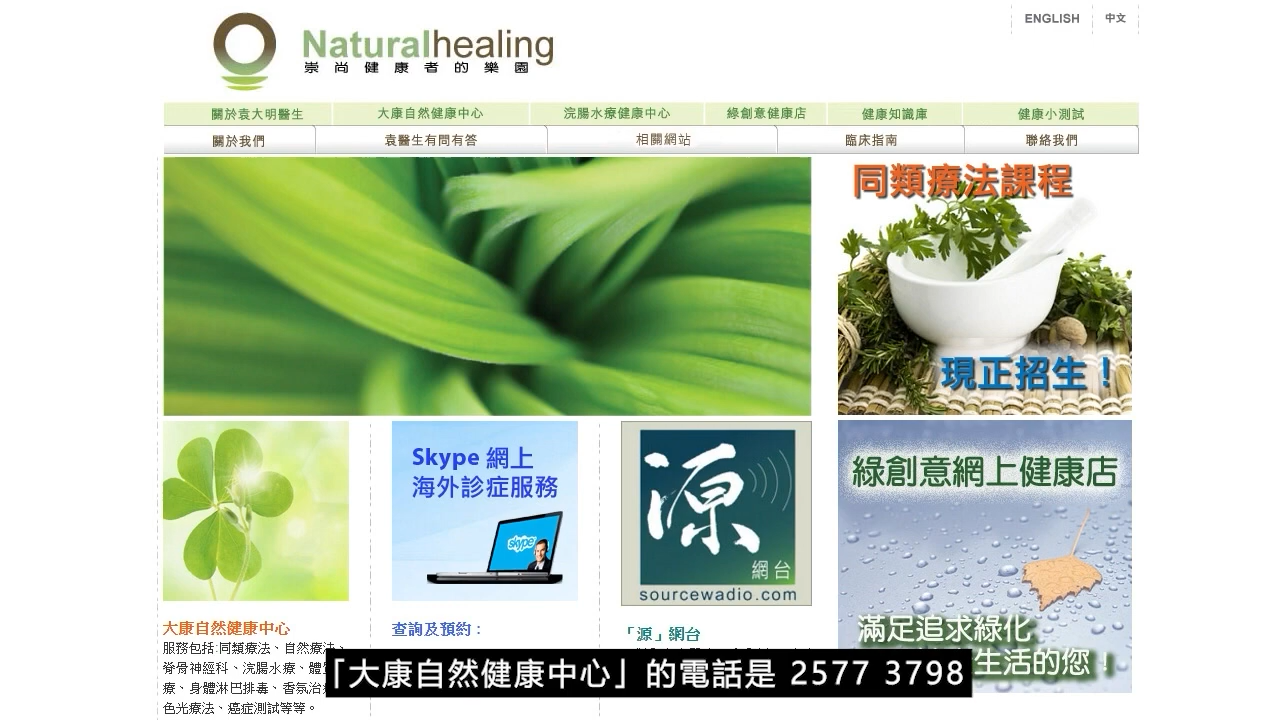 ENGLISH
中文
Naturalhealing
崇尚健康者的樂園
關於袁大明醫生
大康自然健康中心
浣腸水療健康中心
綠創意健康店
健康知識庫
健康小測試
關於我們
袁醫生有問有答
相關網站
臨床指南
聯絡我們
同類療法課程
現正招生！
Skype 網上
海外診症服務
skype
源
網台
sourcewadio.com
綠創意網上健康店
滿足追求綠化
生活的您！
大康自然健康中心
服務包括:同類療法、自然療法、
脊骨神經科、浣腸水療、體
療、身體淋巴排毒、香氛治
色光療法、癌症測試等等。
查詢及預約：
「源」網台
「大康自然健康中心」的電話是 2577 3798